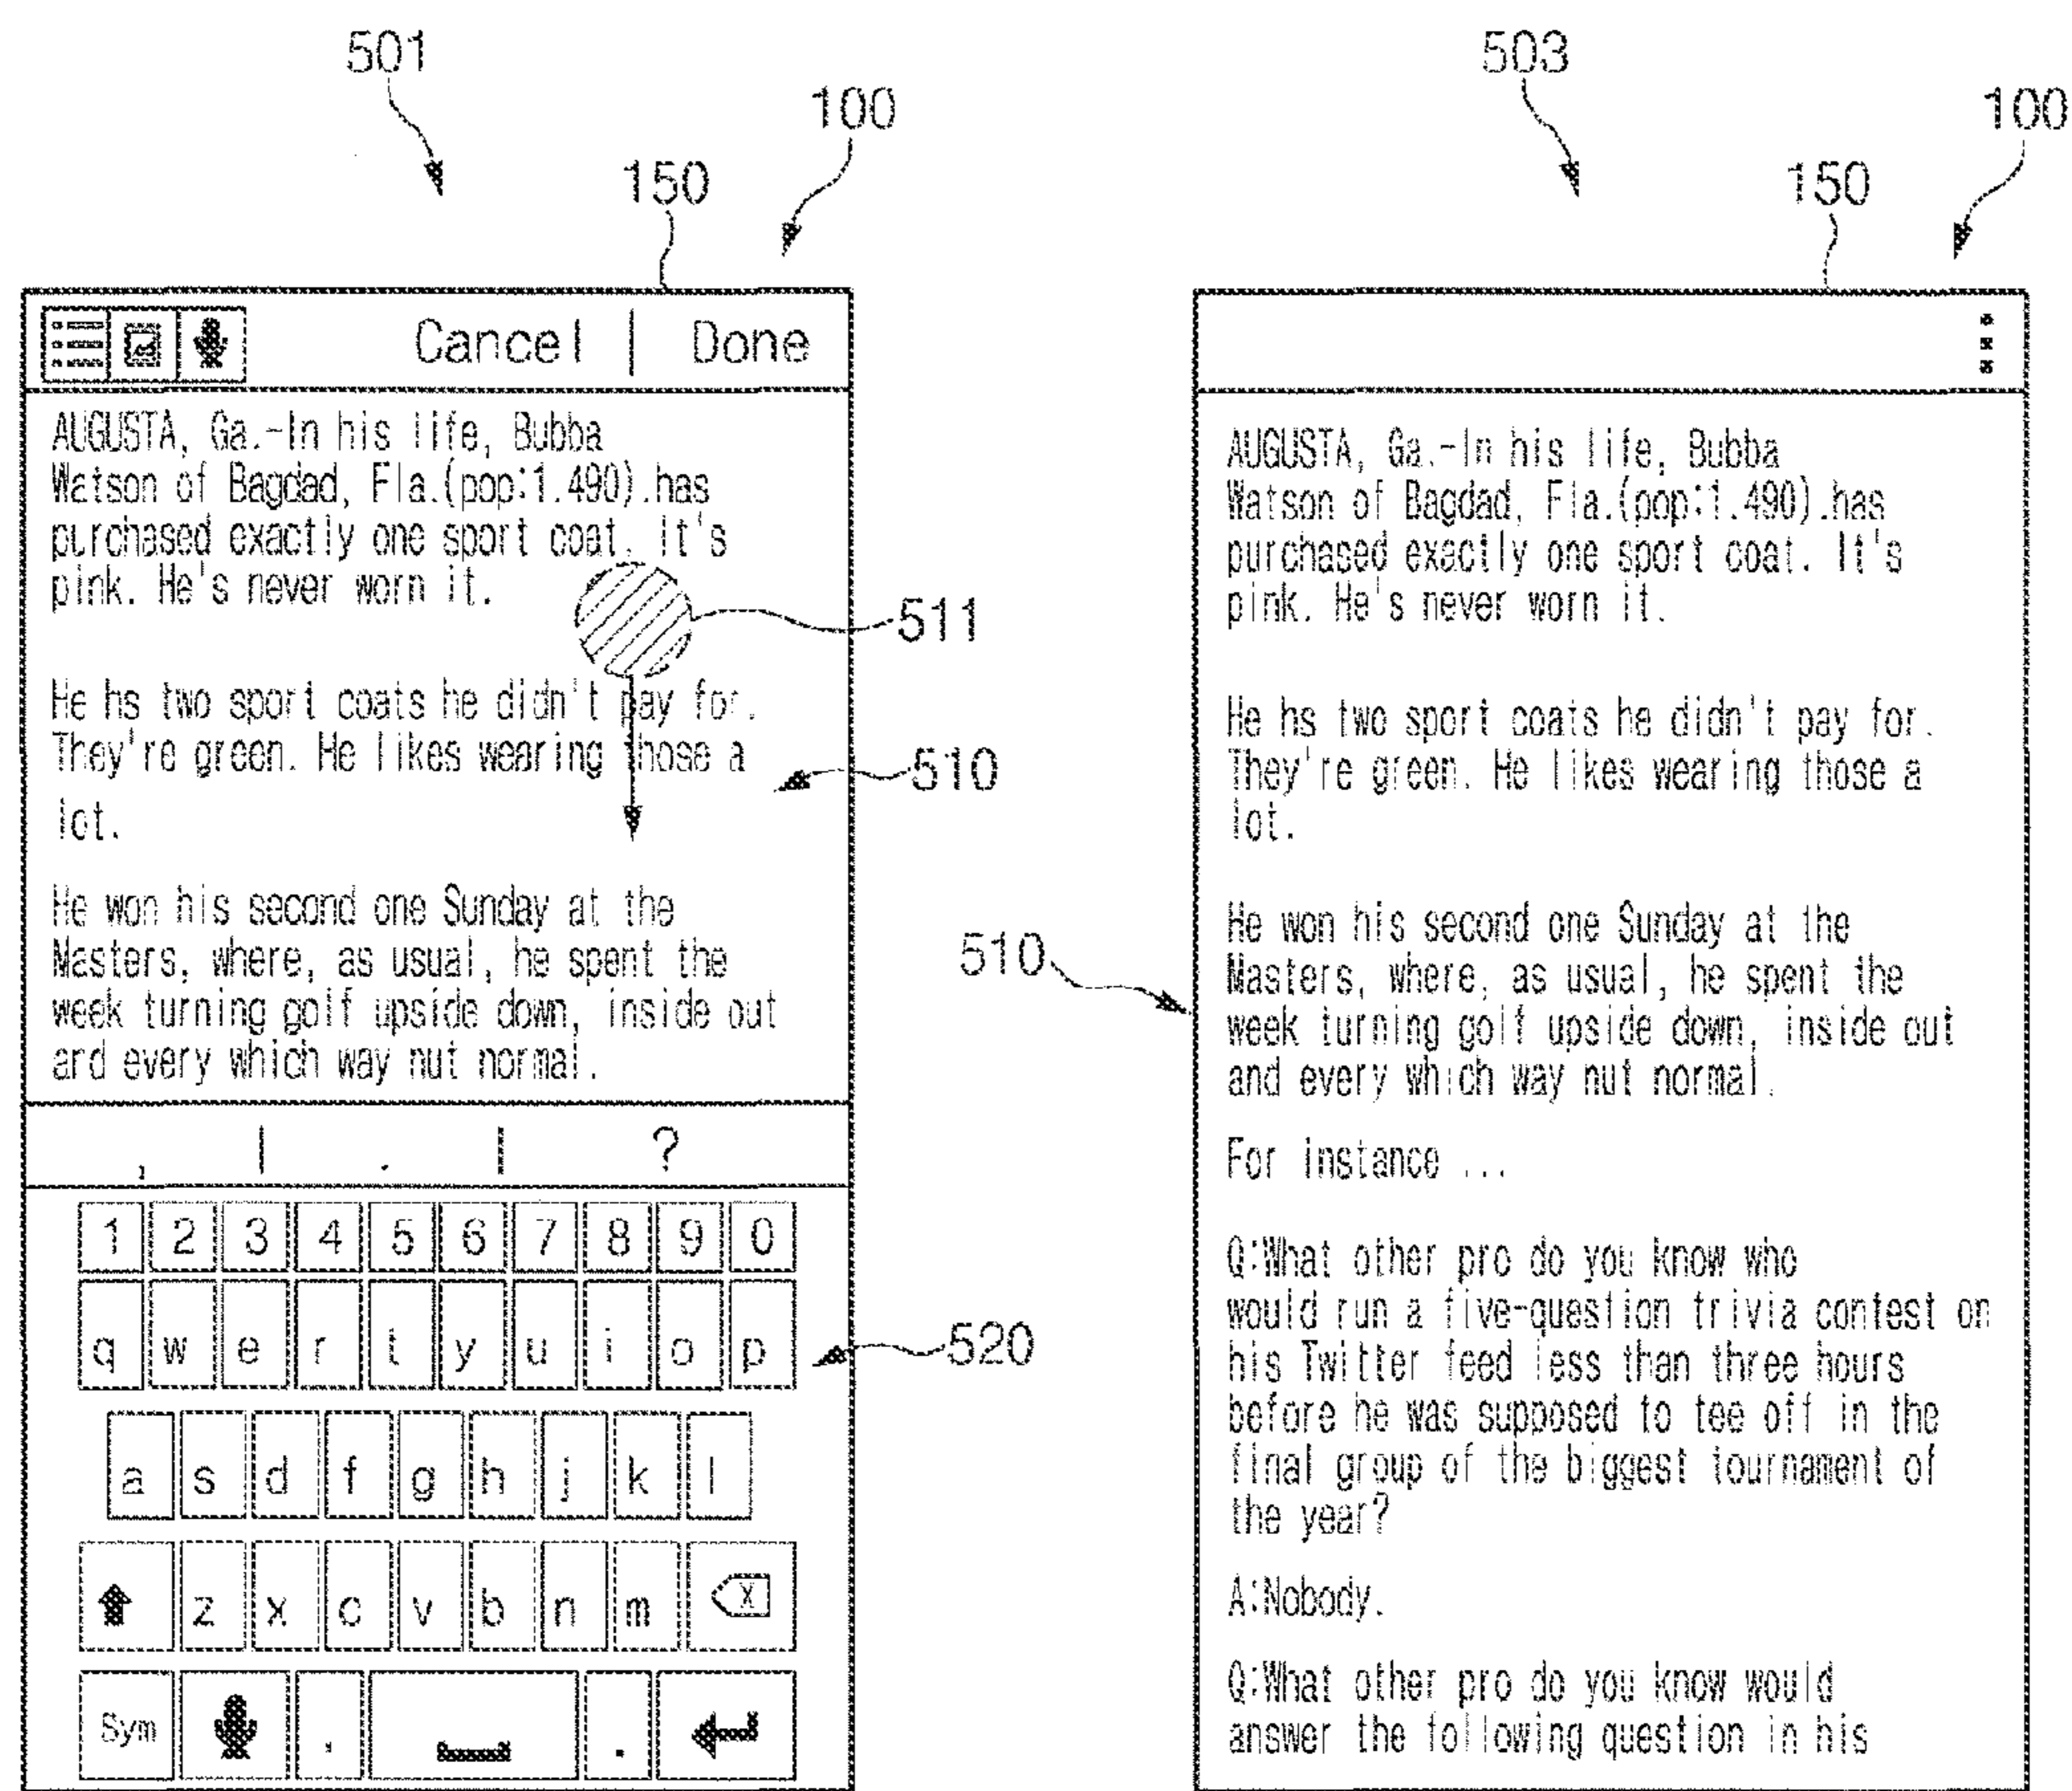 501
100
150
Cancel | Done
AUGUSTA, Ga.-In his life, Bubba
Watson of Bagdad, Fla.(pop:1.490).has
purchased exactly one sport coat. It's
pink. He's never worn it.
511
He hs two sport coats he didn't pay for.
They're green. He likes wearing those a
lot.
510
He won his second one Sunday at the
Masters, where, as usual, he spent the
week turning golf upside down, inside out
and every which way nut normal.
, | . | ?
1 2 3 4 5 6 7 8 9 0
q w e r t y u i o p
520
a s d f g h j k l
z x c v b n m X
Sym , .
503
100
150
AUGUSTA, Ga.-In his life, Bubba
Watson of Bagdad, Fla.(pop:1.490).has
purchased exactly one sport coat. It's
pink. He's never worn it.
He hs two sport coats he didn't pay for.
They're green. He likes wearing those a
lot.
510
He won his second one Sunday at the
Masters, where, as usual, he spent the
week turning golf upside down, inside out
and every which way nut normal.
For instance ...
Q:What other pro do you know who
would run a five-question trivia contest on
his Twitter feed less than three hours
before he was supposed to tee off in the
final group of the biggest tournament of
the year?
A:Nobody.
Q:What other pro do you know would
answer the following question in his